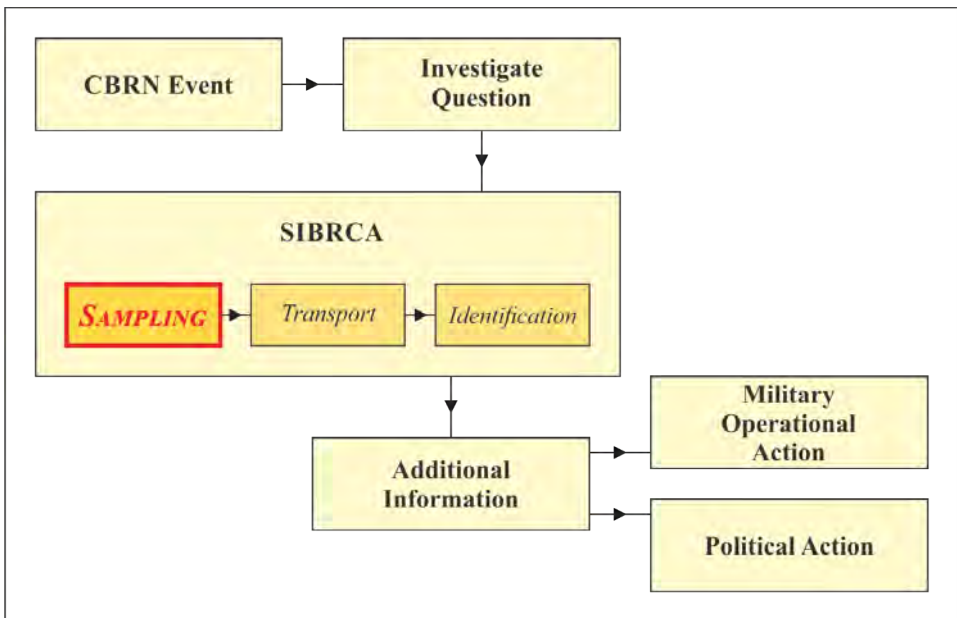 CBRN Event
Investigate
Question
SIBRCA
SAMPLING
Transport
Identification
Additional
Information
Military
Operational
Action
Political Action